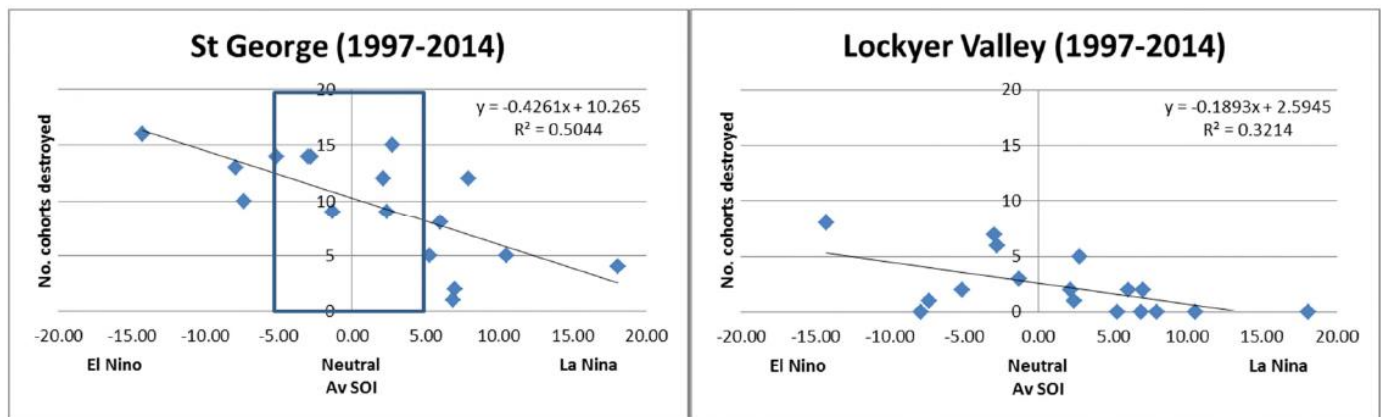 St George (1997-2014)
No. cohorts destroyed
20
15
10
5
0
y = -0.4261x + 10.265
R² = 0.5044
-20.00 -15.00 -10.00 -5.00 0.00 5.00 10.00 15.00 20.00
El Nino Neutral La Nina
Av SOI
Lockyer Valley (1997-2014)
No. cohorts destroyed
20
15
10
5
0
y = -0.1893x + 2.5945
R² = 0.3214
-20.00 -15.00 -10.00 -5.00 0.00 5.00 10.00 15.00 20.00
El Nino Neutral La Nina
Av SOI